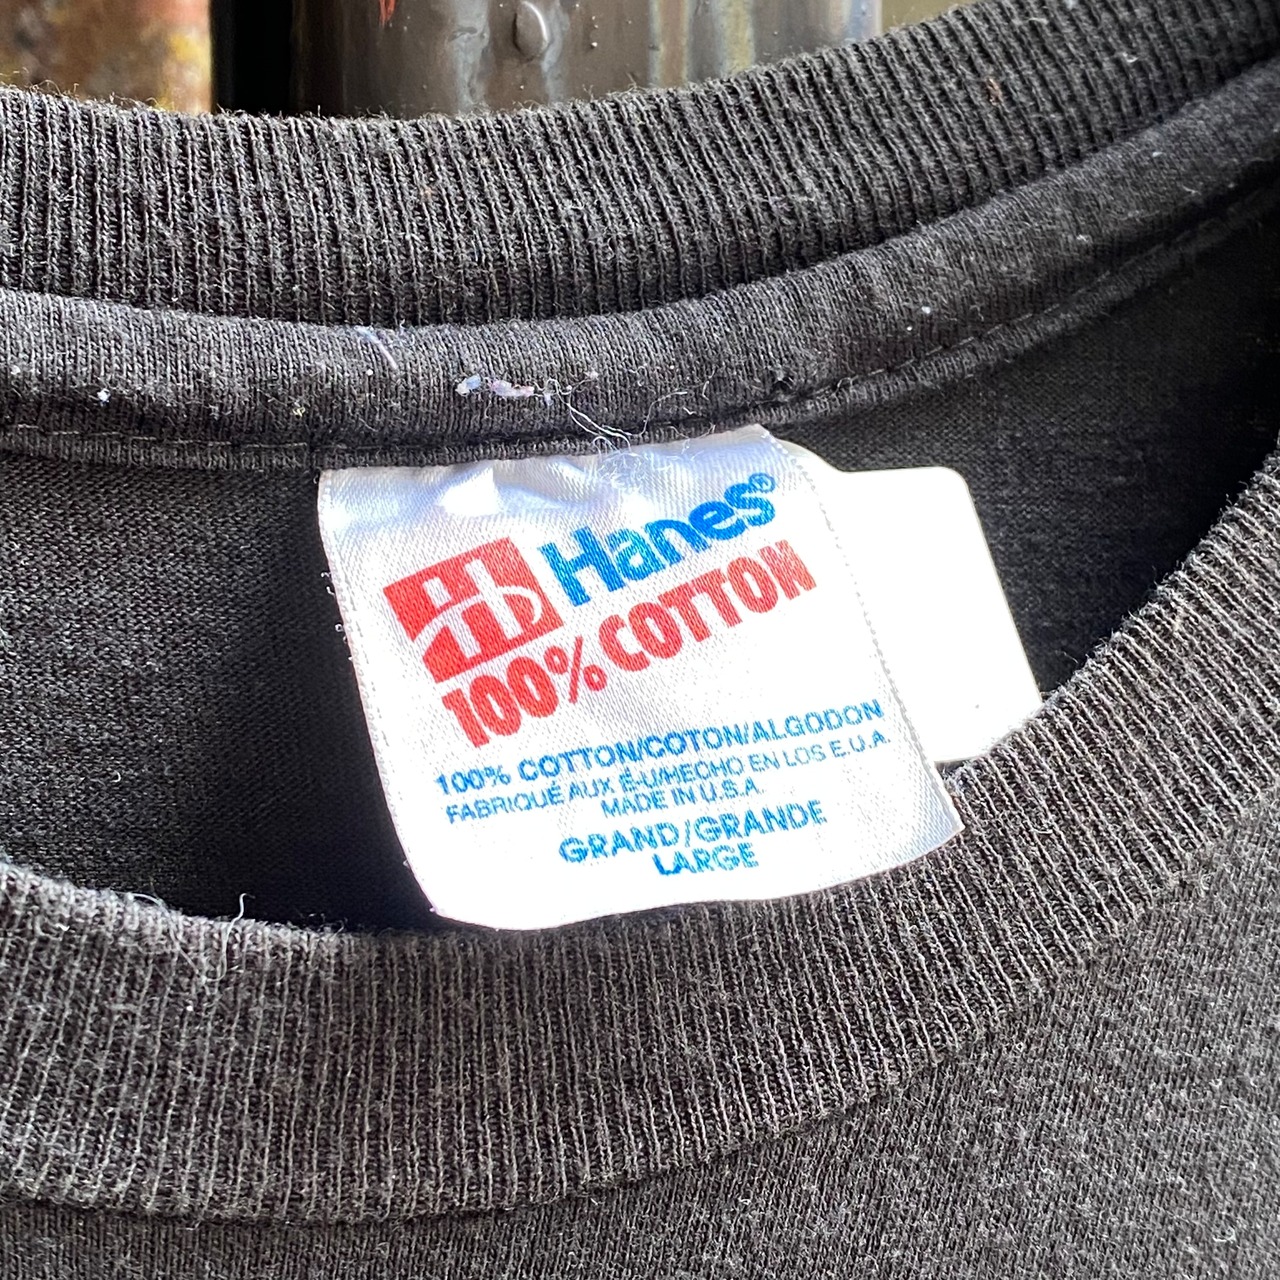 Hanes®
100% COTTON
100% COTTON/COTON/ALGODON
FABRIQUÉ AUX É-U/HECHO EN LOS E.U.A.
MADE IN U.S.A.
GRAND/GRANDE
LARGE